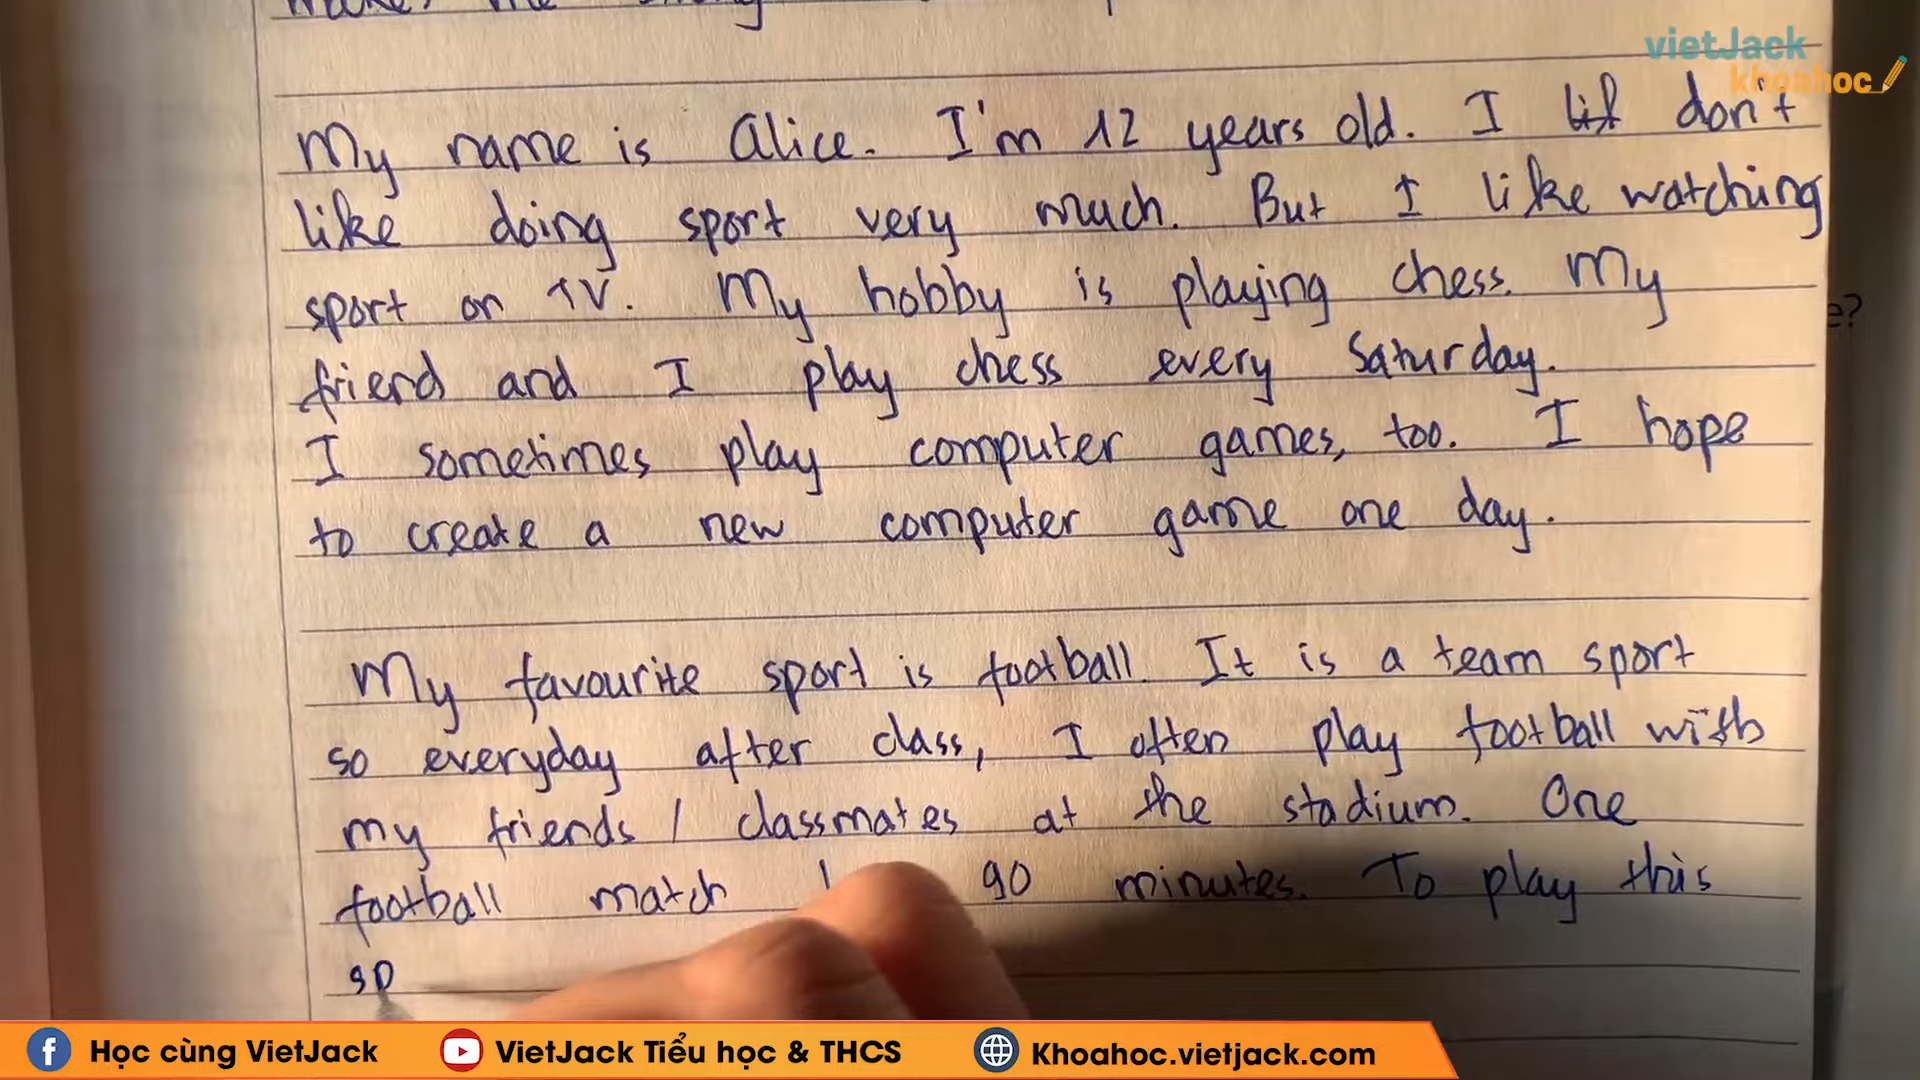 vietJack
khoahoc
My name is Alice. I'm 12 years old. I don't
like doing sport very much. But I like watching
sport on TV. My hobby is playing chess. My
e?
friend and I play chess every Saturday.
I sometimes play computer games, too. I hope
to create a new computer game one day.
My favourite sport is football. It is a team sport
so everyday after class, I often play football with
my friends / classmates at the stadium. One
football match 90 minutes. To play this
sp
Học cùng VietJack
VietJack Tiểu học & THCS
Khoahoc.vietjack.com